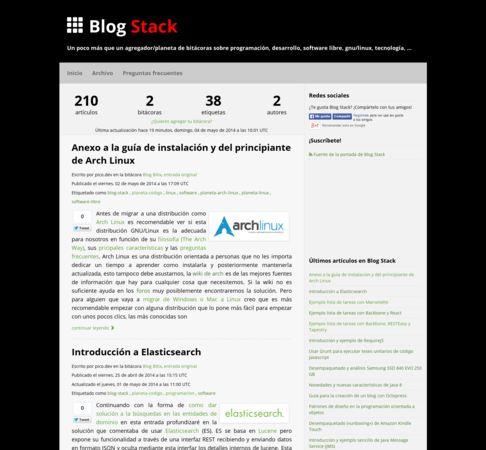 Blog Stack
Un poco más que un agregador/planeta de bitácoras sobre programación, desarrollo, software libre, gnu/linux, tecnología, ...
Inicio Archivo Preguntas frecuentes
210 2 38 2
artículos bitácoras etiquetas autores
¿Quieres agregar tu bitácora?
Última actualización hace 19 minutos, domingo, 04 de mayo de 2014 a las 10:01 UTC
Anexo a la guía de instalación y del principiante
de Arch Linux
Escrito por pico.dev en la bitácora Blog Bitix, entrada original
Publicado el viernes, 02 de mayo de 2014 a las 17:09 UTC
Etiquetado como blog-stack , planeta-codigo , linux , software , planeta-arch-linux , planeta-linux ,
software-libre
0
Tweet
archlinux
Antes de migrar a una distribución como
Arch Linux es recomendable ver si esta
distribución GNU/Linux es la adecuada
para nosotros en función de su filosofía (The Arch
Way), sus pricipales características y las preguntas
frecuentes. Arch Linux es una distribución orientada a personas que no les importa
dedicar un tiempo a aprender como instalarla y posteriormente mantenerla
actualizada, esto tampoco debe asustarnos, la wiki de arch es de las mejores fuentes
de información que hay para cualquier cosa que necesitemos. Si la wiki no es
suficiente ayuda en los foros muy posiblemente encontraremos la solución. Pero
para alguien que vaya a migrar de Windows o Mac a Linux creo que es más
recomendable empezar con alguna distribución que lo pone más fácil para empezar
con unos pocos clics, las más conocidas son
continuar leyendo
Introducción a Elasticsearch
Escrito por pico.dev en la bitácora Blog Bitix, entrada original
Publicado el viernes, 25 de abril de 2014 a las 15:15 UTC
Actualizado el jueves, 01 de mayo de 2014 a las 11:00 UTC
Etiquetado como blog-stack , planeta-codigo , programacion , software
0
Tweet
elasticsearch.
Continuando con la forma de como dar
solución a la búsquedas en las entidades de
dominio en esta entrada profundizaré en la
solución que comentaba de usar Elasticsearch (ES). ES se basa en Lucene pero
expone su funcionalidad a través de una interfaz REST recibiendo y enviando datos
en formato JSON y oculta mediante esta interfaz los detalles internos de lucene. Esta
Redes sociales
¿Te gusta Blog Stack? ¡Compártelo con tus amigos!
Me gusta Compartir
¡Suscríbete!
Fuente de la portada de Blog Stack
Últimos artículos en Blog Stack
Anexo a la guía de instalación y del principiante de
Arch Linux
Introducción a Elasticsearch
Ejemplo lista de tareas con Marionette
Ejemplo lista de tareas con Backbone y React
Ejemplo lista de tareas con Backbone, RESTEasy y
Tapestry
Introducción y ejemplo de RequireJS
Usar Grunt para ejecutar teses unitarios de código
Javascript
Desempaquetado y análisis Samsung SSD 840 EVO 250
GB
Novedades y nuevas características de Java 8
Guía para la creación de un blog con Octopress
Patrones de diseño en la programación orientada a
objetos
Desempaquetado («unboxing») de Amazon Kindle
Touch
Introducción y ejemplo sencillo de Java Message
Service (JMS)